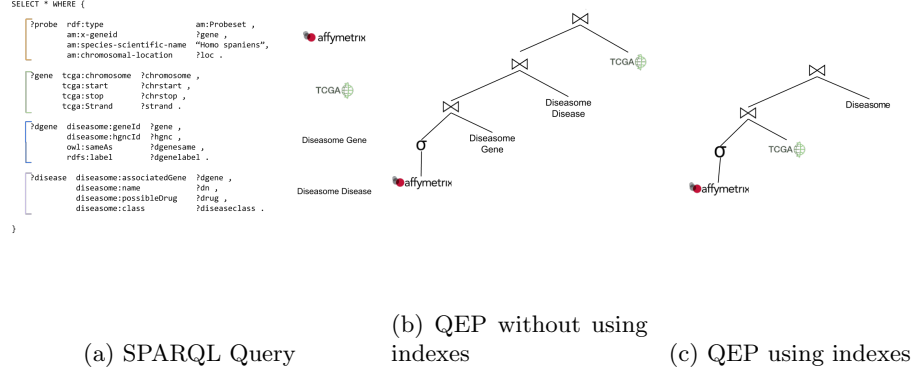 SELECT * WHERE {
?probe rdf:type am:Probeset ,
am:x-geneid ?gene ,
am:species-scientific-name “Homo spaniens”,
am:chromosomal-location ?loc .
affymetrix
?gene tcga:chromosome ?chromosome ,
tcga:start ?chrstart ,
tcga:stop ?chrstop ,
tcga:Strand ?strand .
TCGA
?dgene diseasome:geneId ?gene ,
diseasome:hgncId ?hgnc ,
owl:sameAs ?dgenesame ,
rdfs:label ?dgenelabel .
Diseasome Gene
?disease diseasome:associatedGene ?dgene ,
diseasome:name ?dn ,
diseasome:possibleDrug ?drug ,
diseasome:class ?diseaseclass .
Diseasome Disease
}
⋈
TCGA
⋈
Diseasome
Disease
⋈
Diseasome
Gene
σ
affymetrix
⋈
Diseasome
⋈
TCGA
σ
affymetrix
(a) SPARQL Query
(b) QEP without using
indexes
(c) QEP using indexes